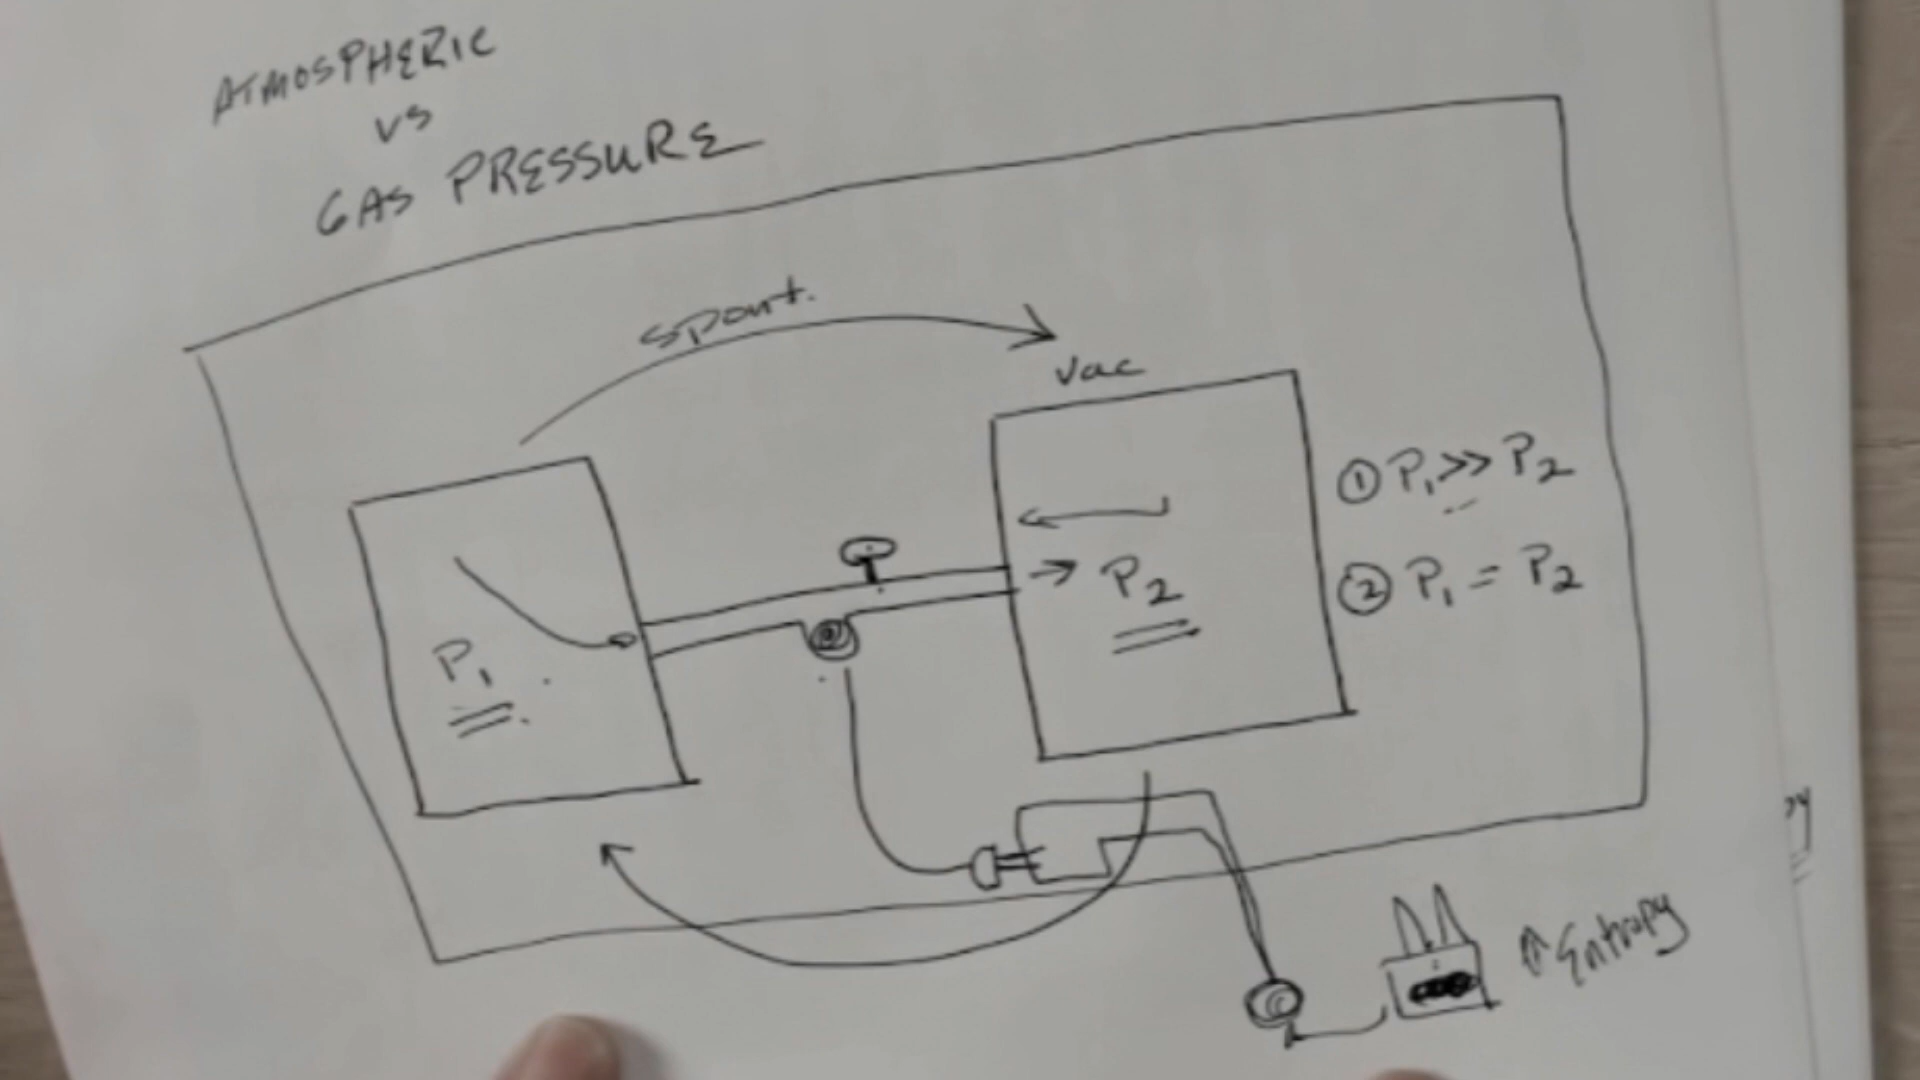 ATMOSPHERIC
vs
GAS PRESSURE
spont.
vac
① P₁ >> P₂
P₂
② P₁ = P₂
P₁
↑ Entropy